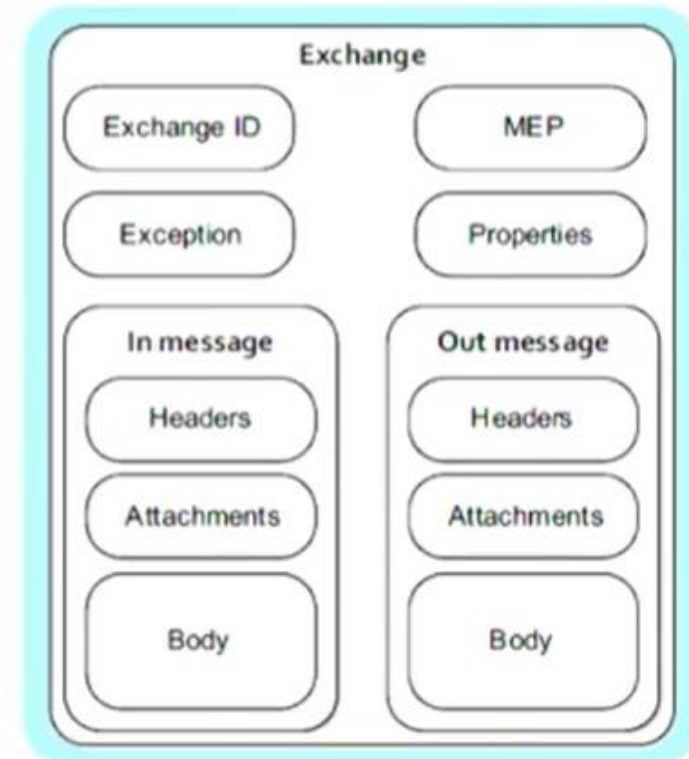 Exchange
Exchange ID
MEP
Exception
Properties
In message
Headers
Attachments
Body
Out message
Headers
Attachments
Body